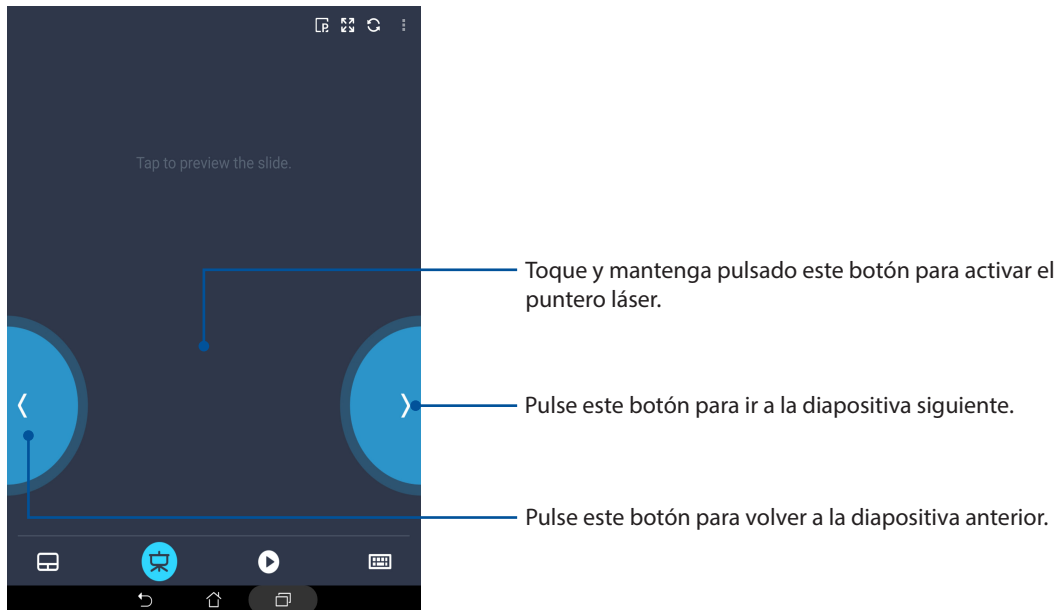 Tap to preview the slide.
Toque y mantenga pulsado este botón para activar el
puntero láser.
Pulse este botón para ir a la diapositiva siguiente.
Pulse este botón para volver a la diapositiva anterior.